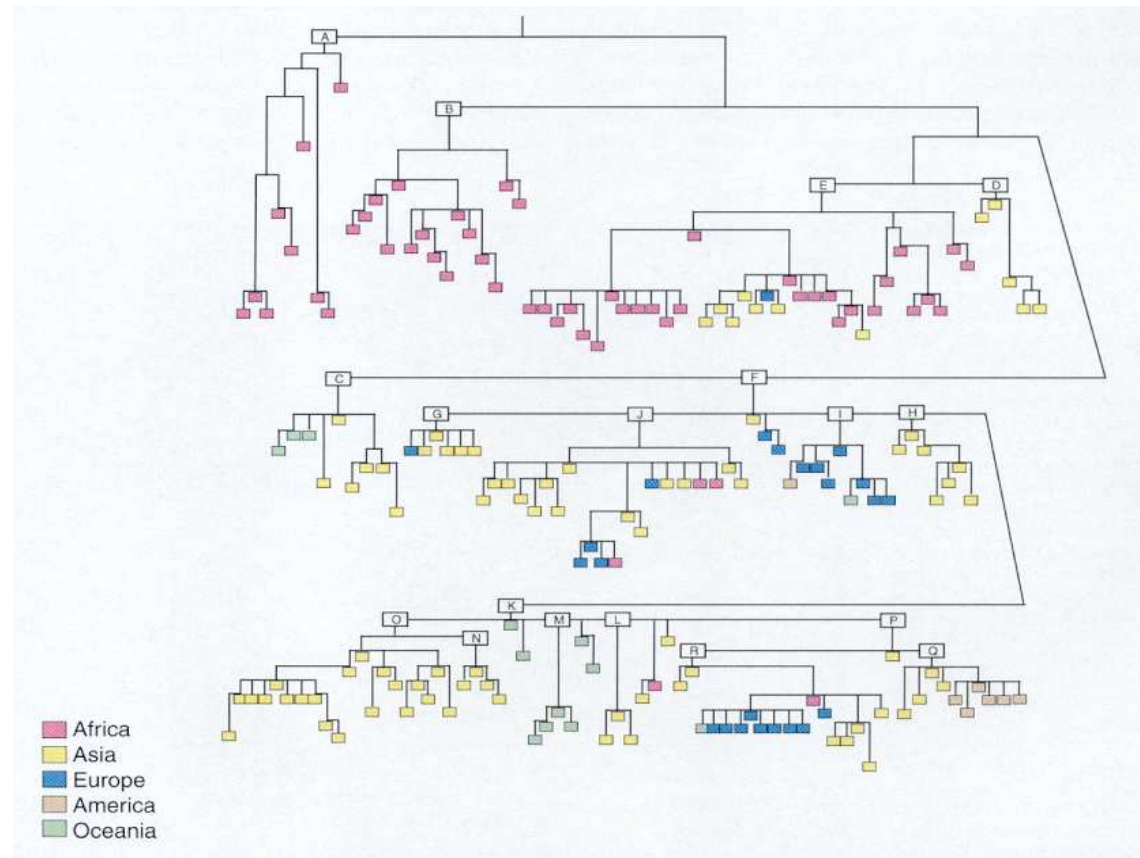 A
B
E D
C F
G J I H
K
O M L P
N
R Q
Africa
Asia
Europe
America
Oceania